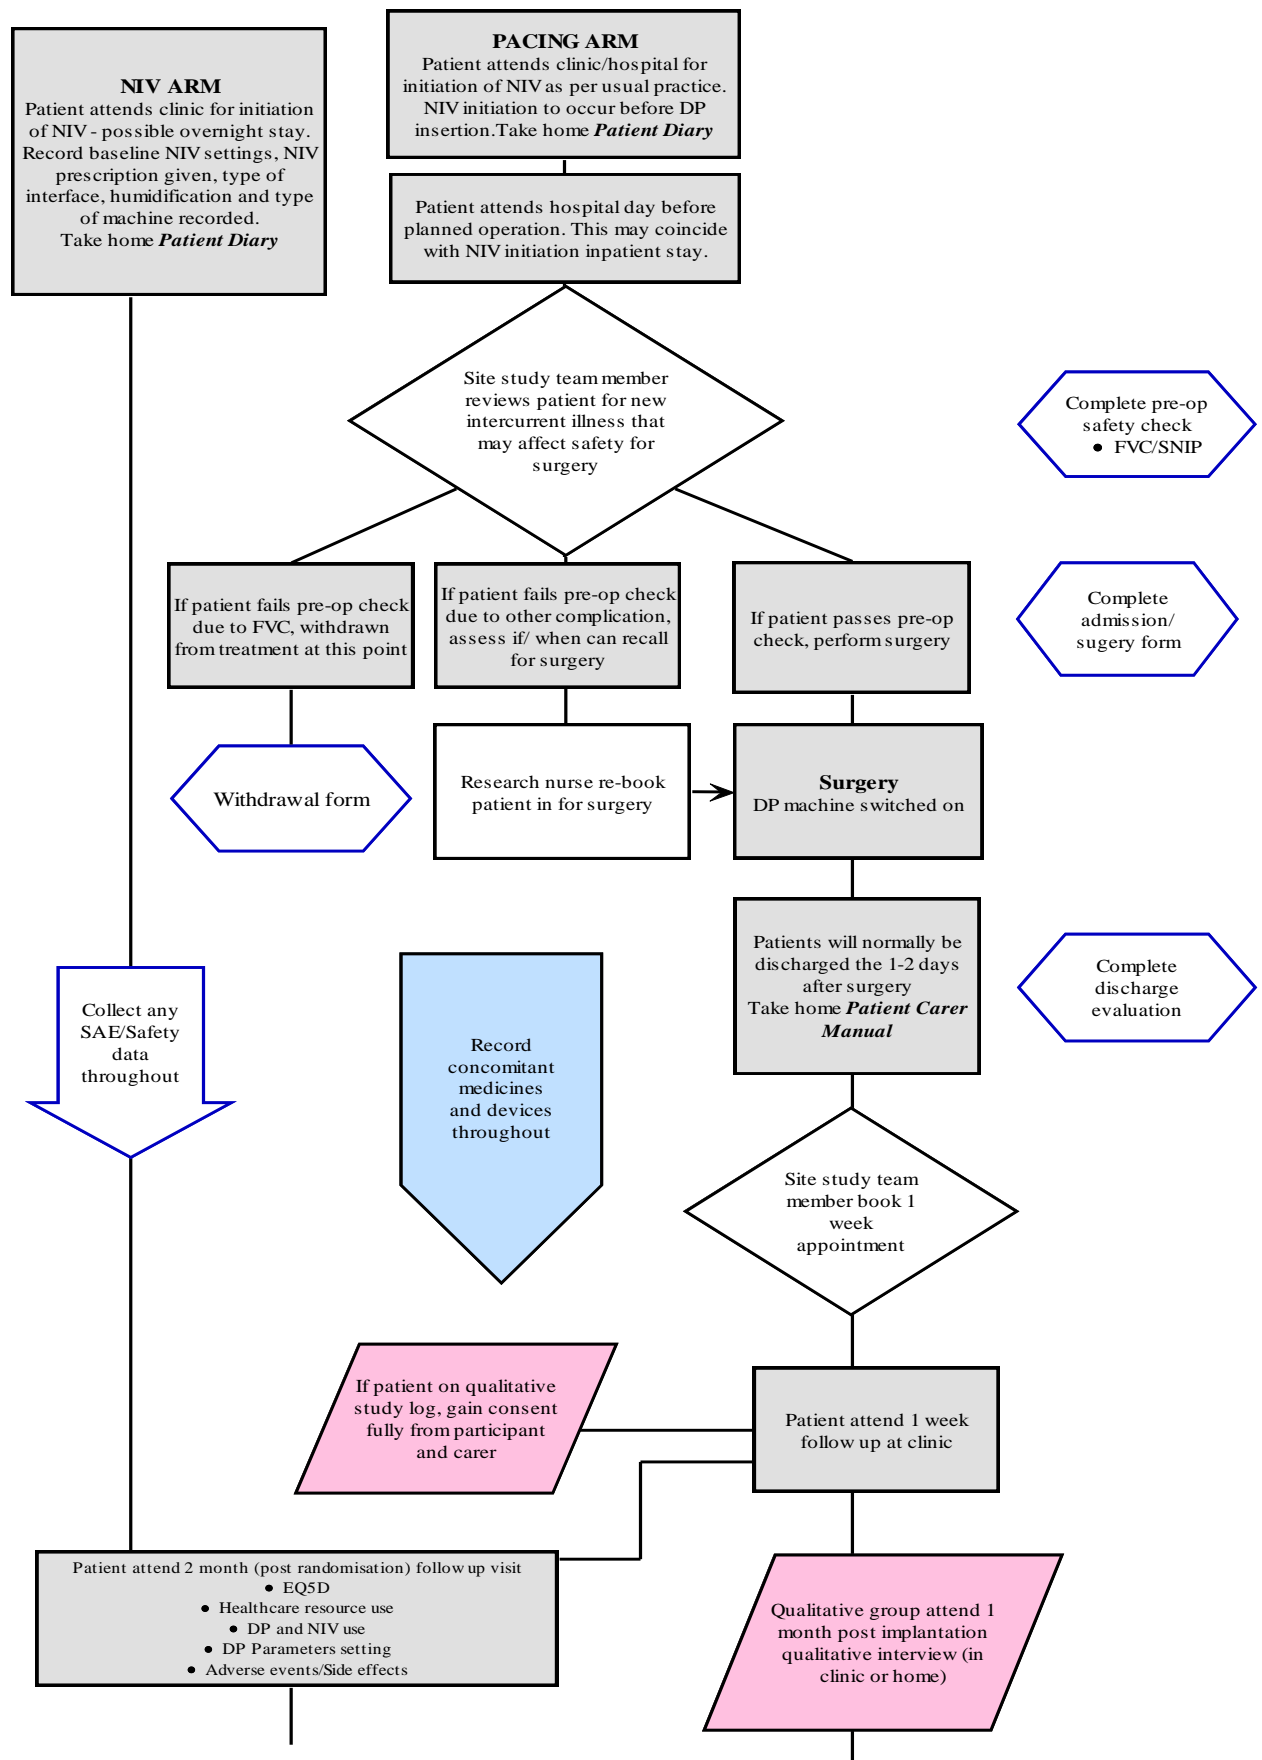 NIV ARM
Patient attends clinic for initiation
of NIV - possible overnight stay.
Record baseline NIV settings, NIV
prescription given, type of
interface, humidification and type
of machine recorded.
Take home Patient Diary
PACING ARM
Patient attends clinic/hospital for
initiation of NIV as per usual practice.
NIV initiation to occur before DP
insertion.Take home Patient Diary
Patient attends hospital day before
planned operation. This may coincide
with NIV initiation inpatient stay.
Site study team member
reviews patient for new
intercurrent illness that
may affect safety for
surgery
Complete pre-op
safety check
● FVC/SNIP
If patient fails pre-op check
due to FVC, withdrawn
from treatment at this point
If patient fails pre-op check
due to other complication,
assess if/ when can recall
for surgery
If patient passes pre-op
check, perform surgery
Complete
admission/
sugery form
Withdrawal form
Research nurse re-book
patient in for surgery
Surgery
DP machine switched on
Patients will normally be
discharged the 1-2 days
after surgery
Take home Patient Carer
Manual
Complete
discharge
evaluation
Collect any
SAE/Safety
data
throughout
Record
concomitant
medicines
and devices
throughout
Site study team
member book 1
week
appointment
If patient on qualitative
study log, gain consent
fully from participant
and carer
Patient attend 1 week
follow up at clinic
Patient attend 2 month (post randomisation) follow up visit
● EQ5D
● Healthcare resource use
● DP and NIV use
● DP Parameters setting
● Adverse events/Side effects
Qualitative group attend 1
month post implantation
qualitative interview (in
clinic or home)